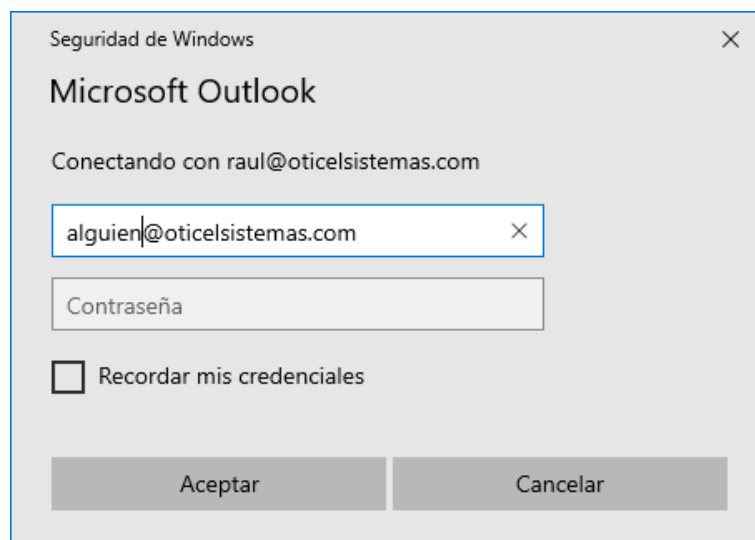 Seguridad de Windows
Microsoft Outlook
Conectando con raul@oticelsistemas.com
alguien@oticelsistemas.com
Contraseña
Recordar mis credenciales
Aceptar
Cancelar